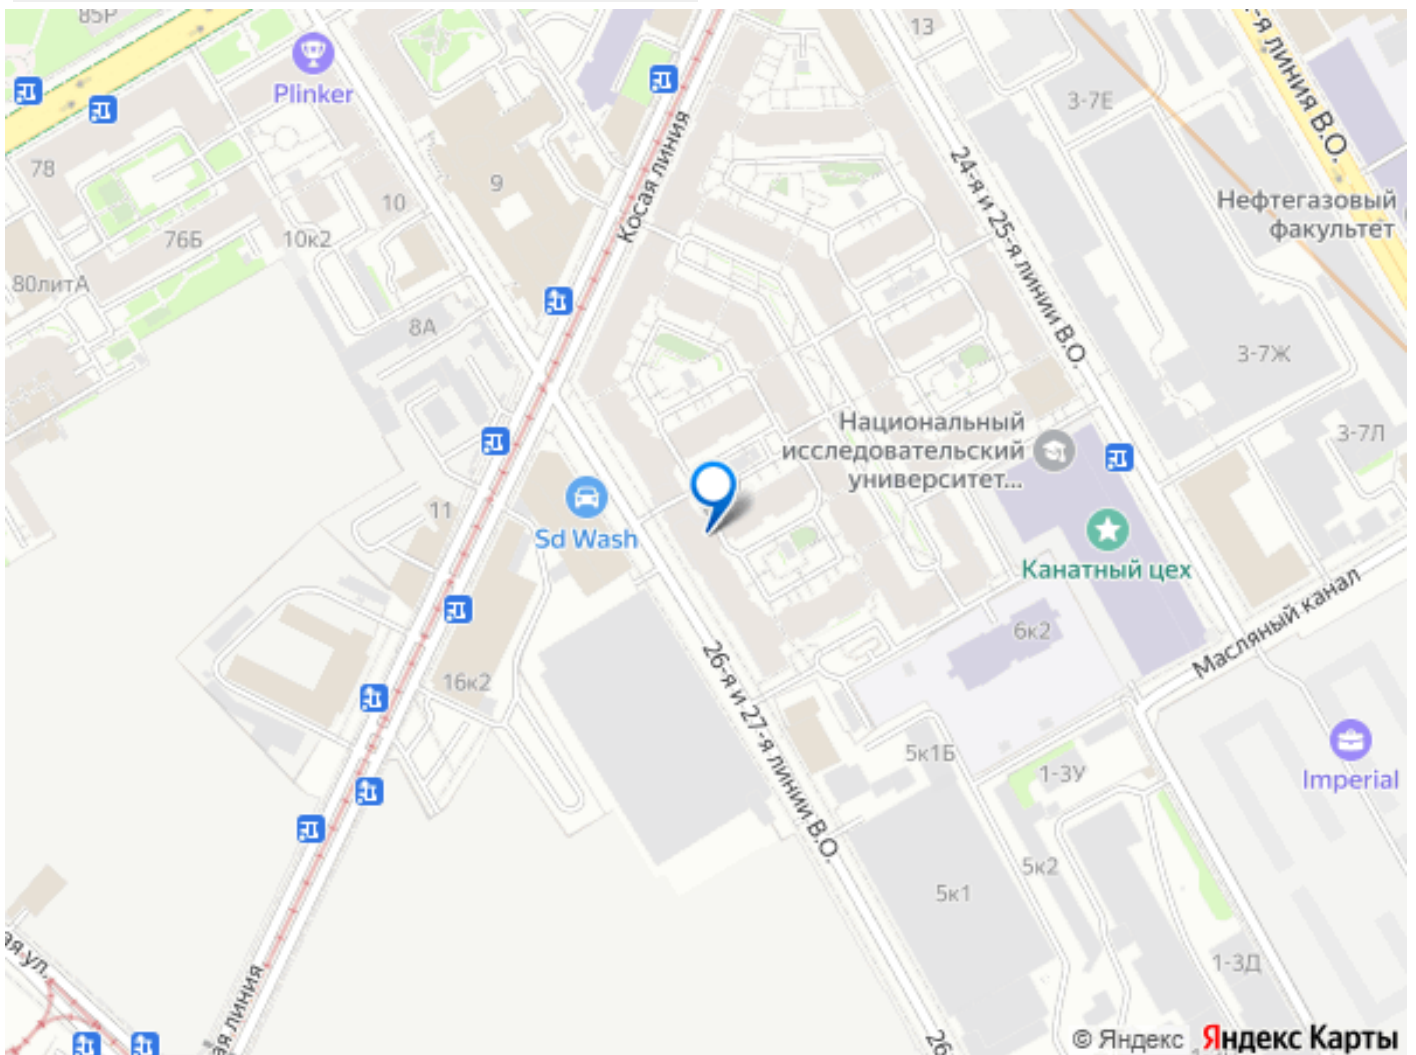 85Р
Plinker
13
3-7Е
-я линия В.О.
78
9
10
Косая линия
24-я и 25-я линии В.О.
Нефтегазовый
факультет
76Б
10к2
80литА
8А
3-7Ж
Национальный
исследовательский
университет...
3-7Л
11
Sd Wash
Канатный цех
6к2
Масляный канал
16к2
26-я и 27-я линии В.О.
5к1Б
1-3У
Imperial
5к2
5к1
ая ул.
1-3Д
ая линия
26
© Яндекс Яндекс Карты